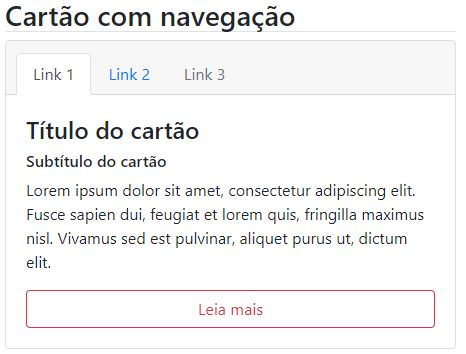 Cartão com navegação
Link 1 Link 2 Link 3
Título do cartão
Subtítulo do cartão
Lorem ipsum dolor sit amet, consectetur adipiscing elit.
Fusce sapien dui, feugiat et lorem quis, fringilla maximus
nisl. Vivamus sed est pulvinar, aliquet purus ut, dictum
elit.
Leia mais